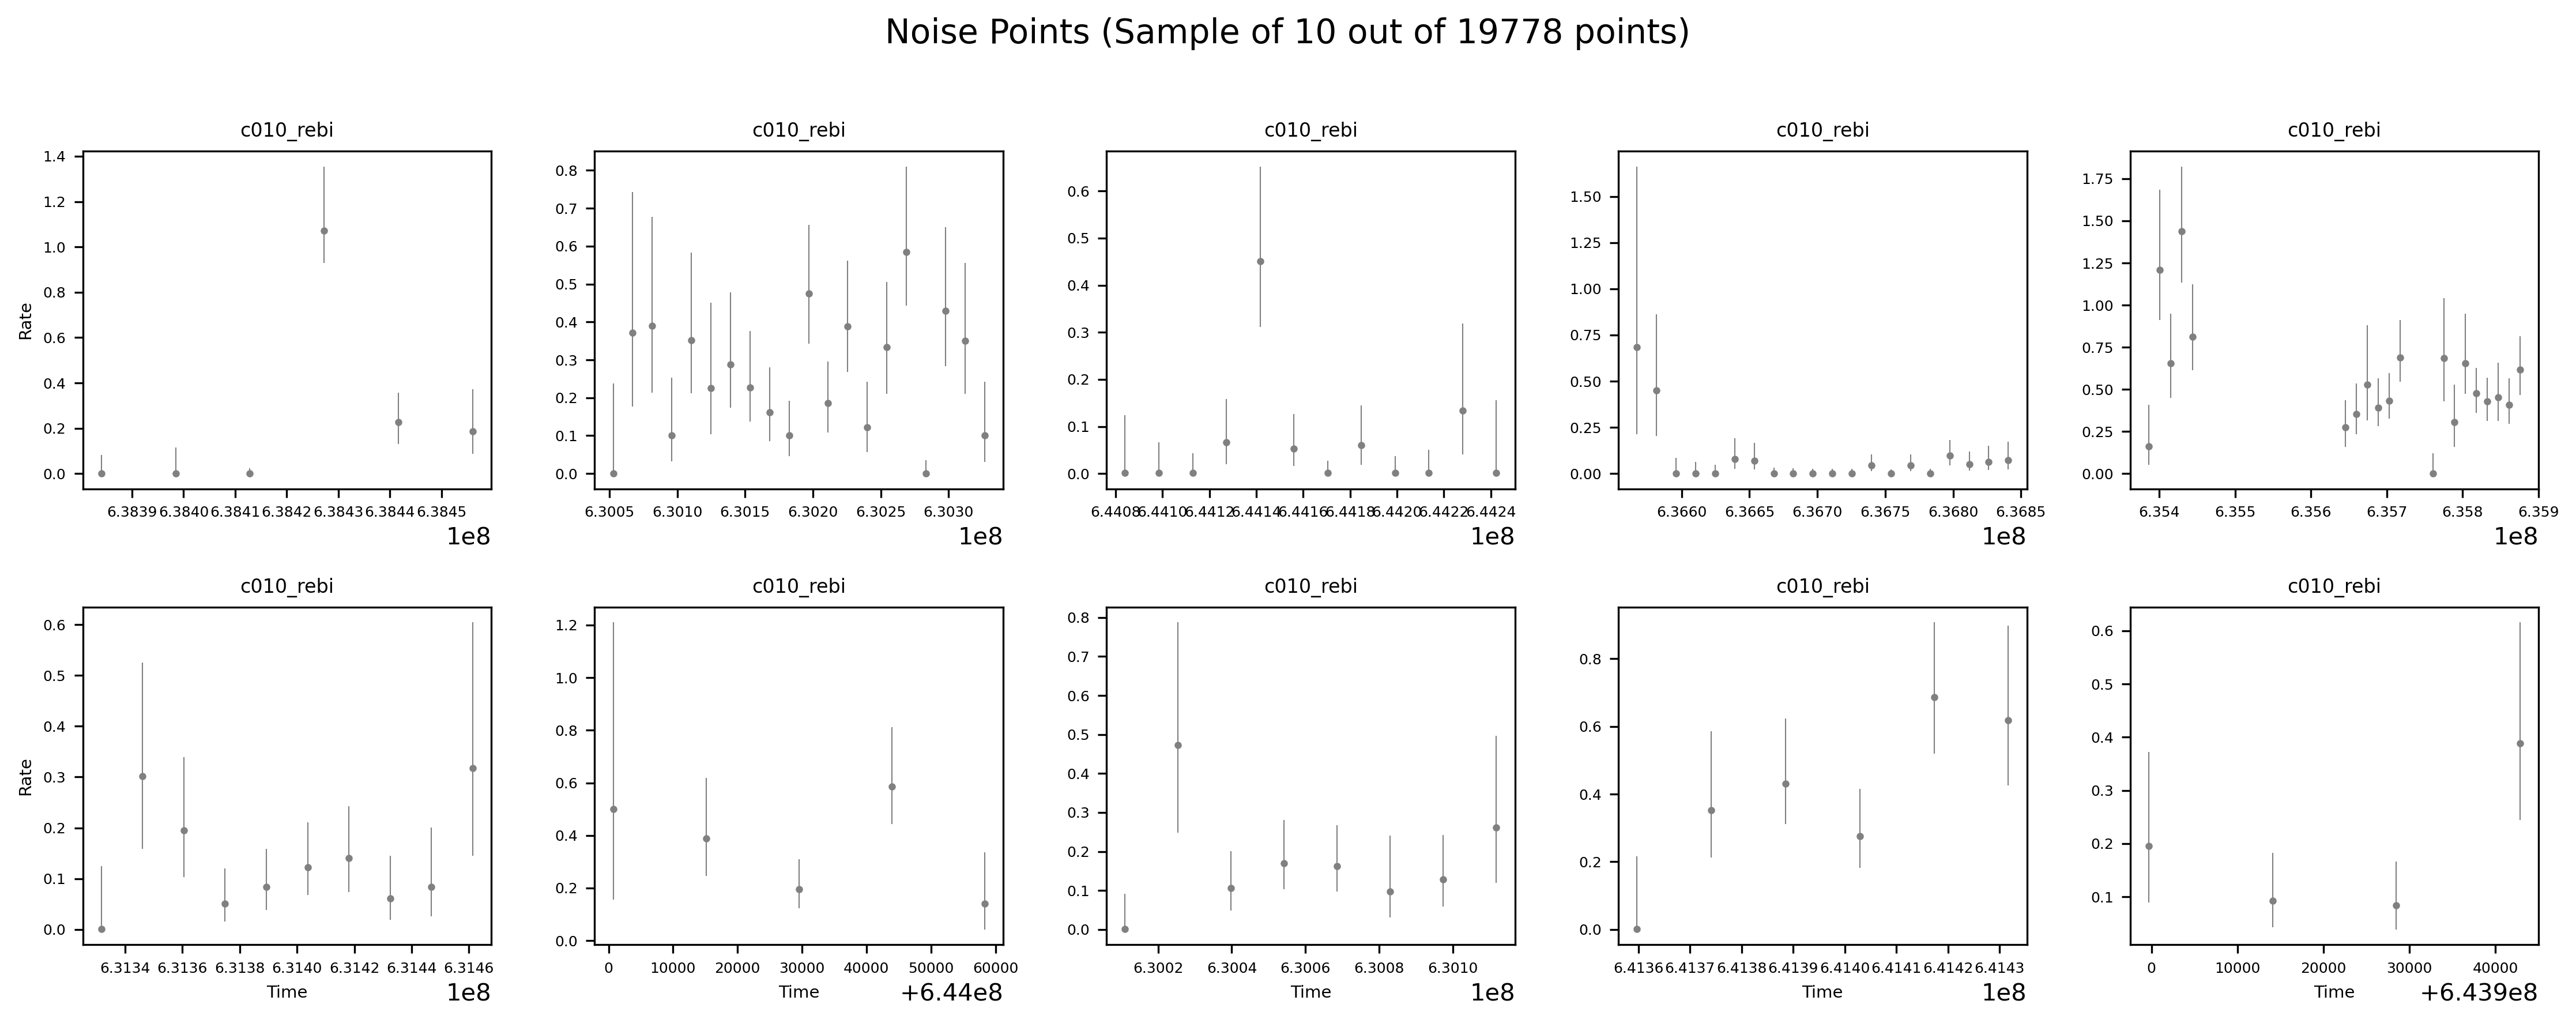 Noise Points (Sample of 10 out of 19778 points)
c010_rebi c010_rebi c010_rebi c010_rebi c010_rebi
Rate
1.4
1.2
1.0
0.8
0.6
0.4
0.2
0.0
6.3839 6.3840 6.3841 6.3842 6.3843 6.3844 6.3845
1e8
0.8
0.7
0.6
0.5
0.4
0.3
0.2
0.1
0.0
6.3005 6.3010 6.3015 6.3020 6.3025 6.3030
1e8
0.6
0.5
0.4
0.3
0.2
0.1
0.0
6.4408 6.4410 6.4412 6.4414 6.4416 6.4418 6.4420 6.4422 6.4424
1e8
1.50
1.25
1.00
0.75
0.50
0.25
0.00
6.3660 6.3665 6.3670 6.3675 6.3680 6.3685
1e8
1.75
1.50
1.25
1.00
0.75
0.50
0.25
0.00
6.354 6.355 6.356 6.357 6.358 6.359
1e8
c010_rebi c010_rebi c010_rebi c010_rebi c010_rebi
Rate
0.6
0.5
0.4
0.3
0.2
0.1
0.0
6.3134 6.3136 6.3138 6.3140 6.3142 6.3144 6.3146
Time 1e8
1.2
1.0
0.8
0.6
0.4
0.2
0.0
0 10000 20000 30000 40000 50000 60000
Time +6.44e8
0.8
0.7
0.6
0.5
0.4
0.3
0.2
0.1
0.0
6.3002 6.3004 6.3006 6.3008 6.3010
Time 1e8
0.8
0.6
0.4
0.2
0.0
6.4136 6.4137 6.4138 6.4139 6.4140 6.4141 6.4142 6.4143
Time 1e8
0.6
0.5
0.4
0.3
0.2
0.1
0 10000 20000 30000 40000
Time +6.439e8